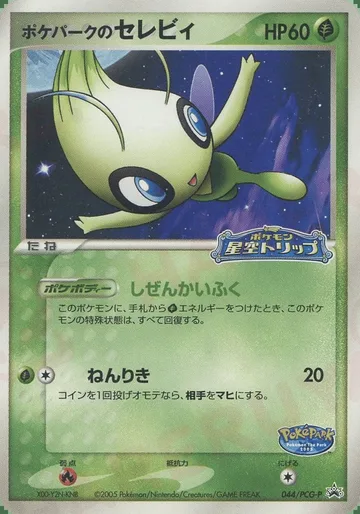 ポケパークのセレビィ HP60
たね
ポケモン
星空トリップ
ポケボディー しぜんかいふく
このポケモンに、手札から エネルギーをつけたとき、このポケ
モンの特殊状態は、すべて回復する。
ねんりき 20
コインを1回投げオモテなら、相手をマヒにする。
POKéPARK
Pokémon The Park
2005
弱点 抵抗力 にげる
©2005 Pokémon/Nintendo/Creatures/GAME FREAK 044/PCG-P